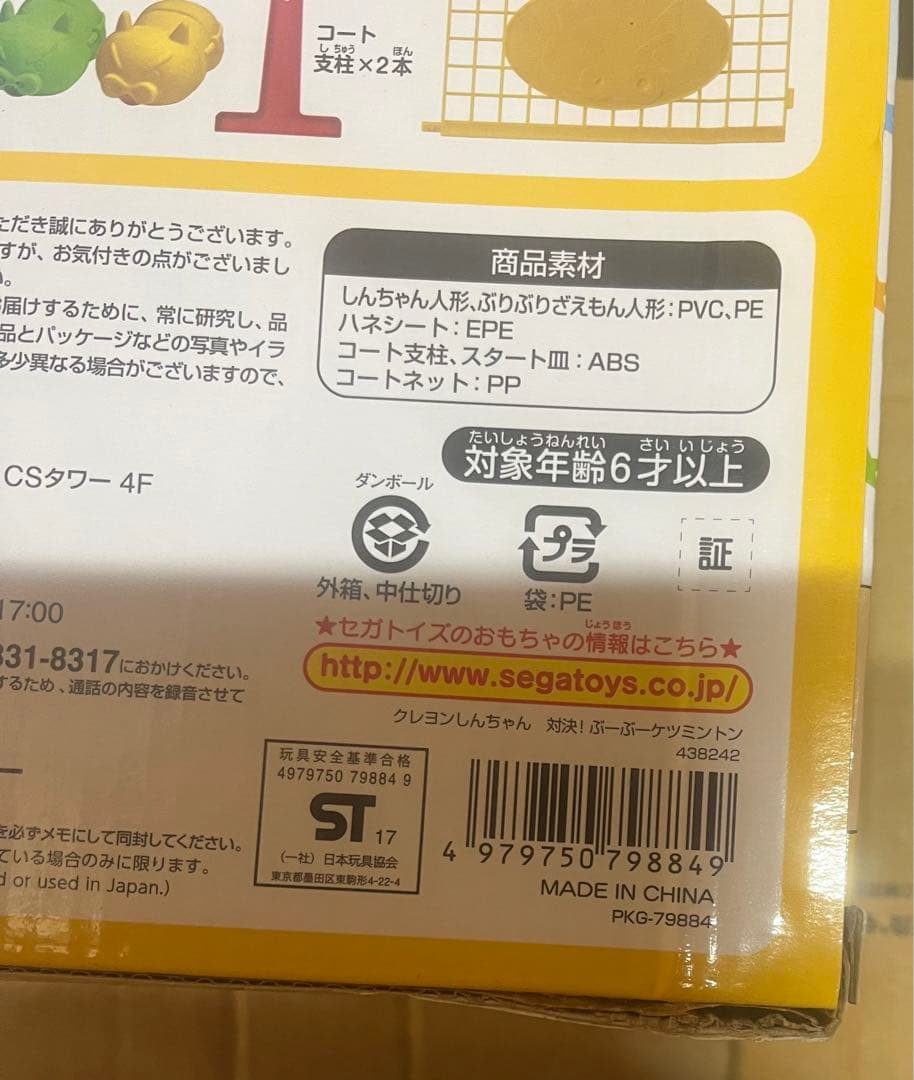 コート
しちゅう ほん
支柱×2本
ただき誠にありがとうございます。
すが、お気付きの点がございまし
い。
お届けするために、常に研究し、品
品とパッケージなどの写真やイラ
多少異なる場合がございますので、
商品素材
しんちゃん人形、ぶりぶりざえもん人形：PVC、PE
ハネシート：EPE
コート支柱、スタート皿：ABS
コートネット：PP
たいしょうねんれい さい いじょう
対象年齢6才以上
CSタワー 4F
ダンボール
外箱、中仕切り
プラ
袋：PE
証
17:00
331-8317におかけください。
するため、通話の内容を録音させて
じょうほう
★セガトイズのおもちゃの情報はこちら★
http://www.segatoys.co.jp/
クレヨンしんちゃん 対決！ぶーぶーケツミントン
438242
玩具安全基準合格
4979750 79884 9
ST 17
（一社）日本玩具協会
東京都墨田区東駒形4-22-4
4 979750 798849
MADE IN CHINA
PKG-79884
を必ずメモにして同封してください。
ている場合のみに限ります。
d or used in Japan.)